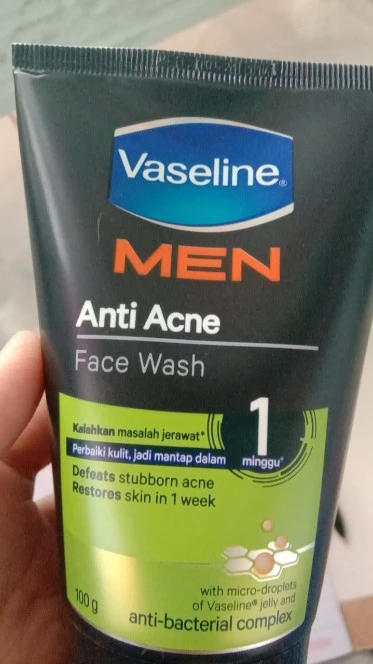 Vaseline®
MEN
Anti Acne
Face Wash
Kalahkan masalah jerawat*
Perbaiki kulit, jadi mantap dalam
1
minggu*
Defeats stubborn acne
Restores skin in 1 week
with micro-droplets
of Vaseline® jelly and
anti-bacterial complex
100 g